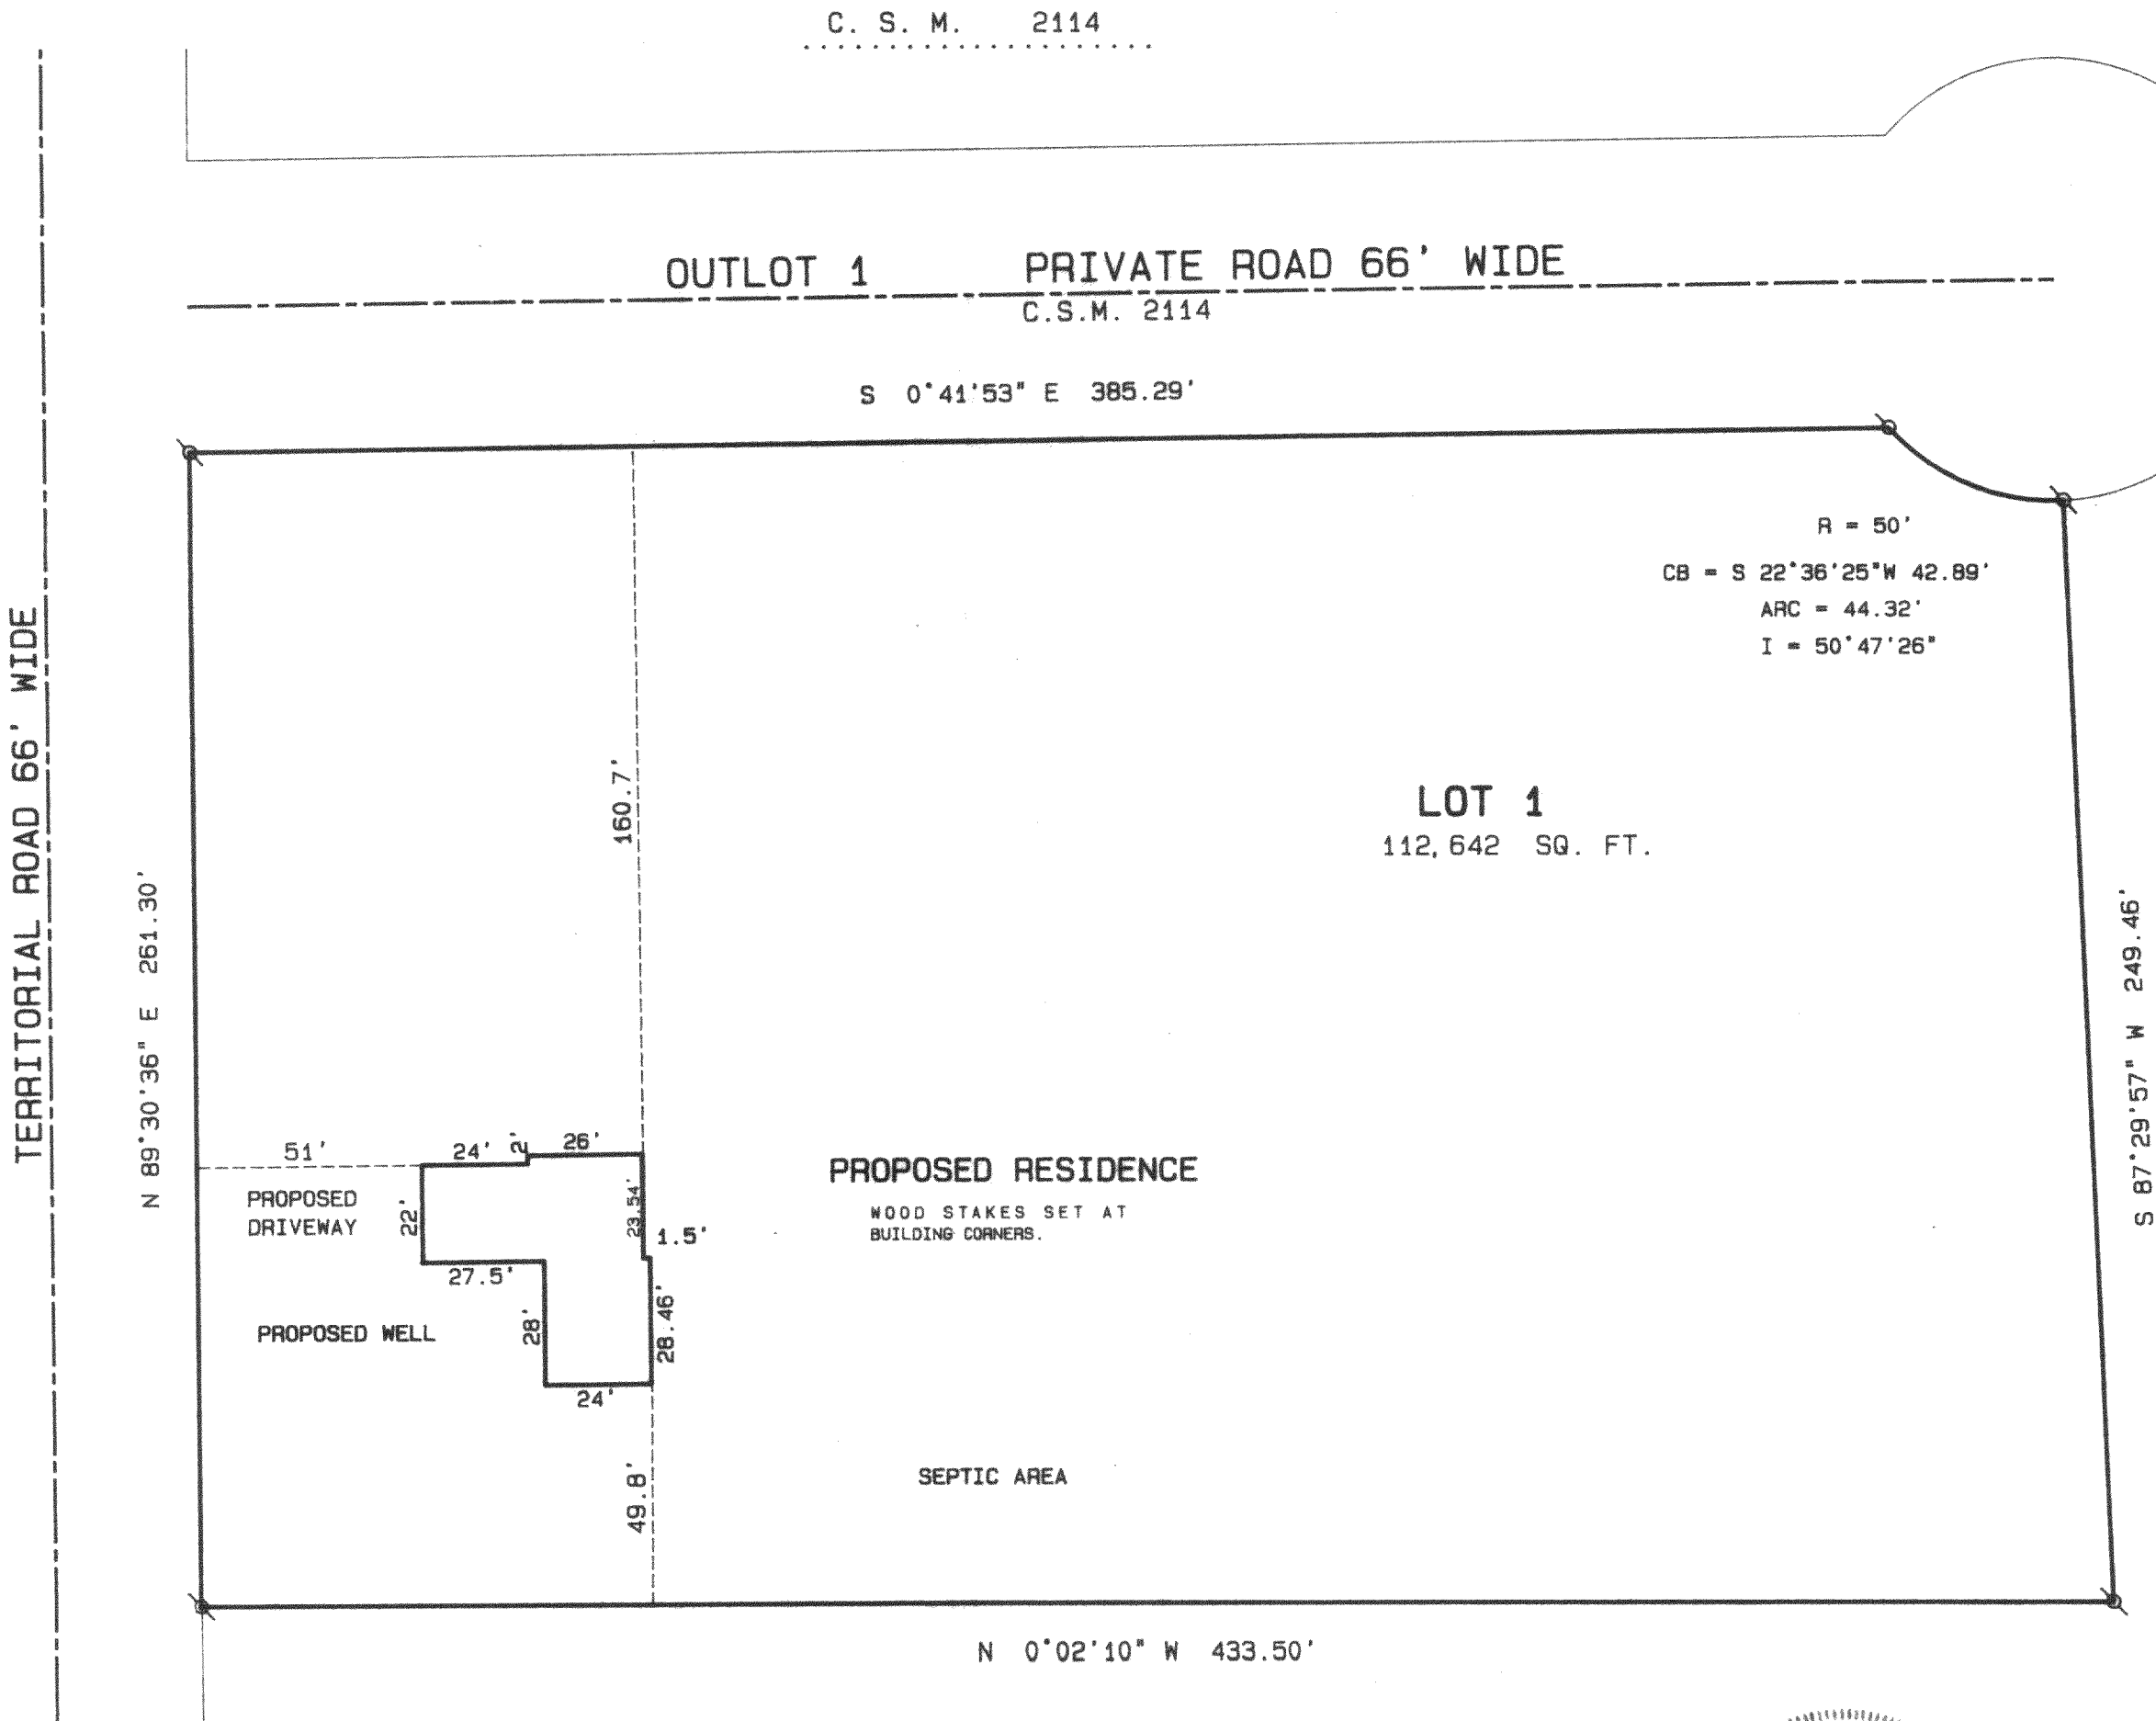 C. S. M. 2114
OUTLOT 1 PRIVATE ROAD 66' WIDE
C.S.M. 2114
S 0°41'53" E 385.29'
R = 50'
CB = S 22°36'25"W 42.89'
ARC = 44.32'
I = 50°47'26"
TERRITORIAL ROAD 66' WIDE
N 89°30'36" E 261.30'
160.7'
LOT 1
112,642 SQ. FT.
S 87°29'57" W 249.46'
51'
24'
2'
26'
PROPOSED
DRIVEWAY
22'
23.54'
1.5'
PROPOSED RESIDENCE
WOOD STAKES SET AT
BUILDING CORNERS.
27.5'
28'
28.46'
PROPOSED WELL
24'
49.8'
SEPTIC AREA
N 0°02'10" W 433.50'